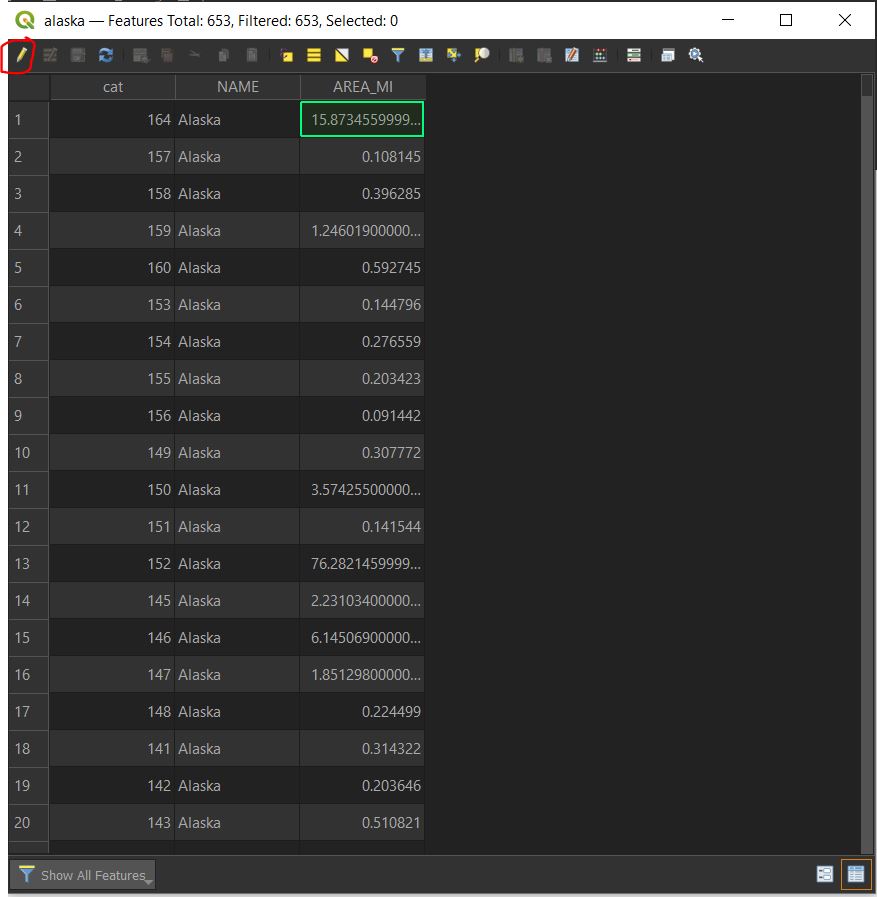 alaska — Features Total: 653, Filtered: 653, Selected: 0
cat NAME AREA_MI
1 164 Alaska 15.8734559999...
2 157 Alaska 0.108145
3 158 Alaska 0.396285
4 159 Alaska 1.24601900000...
5 160 Alaska 0.592745
6 153 Alaska 0.144796
7 154 Alaska 0.276559
8 155 Alaska 0.203423
9 156 Alaska 0.091442
10 149 Alaska 0.307772
11 150 Alaska 3.57425500000...
12 151 Alaska 0.141544
13 152 Alaska 76.2821459999...
14 145 Alaska 2.23103400000...
15 146 Alaska 6.14506900000...
16 147 Alaska 1.85129800000...
17 148 Alaska 0.224499
18 141 Alaska 0.314322
19 142 Alaska 0.203646
20 143 Alaska 0.510821
Show All Features